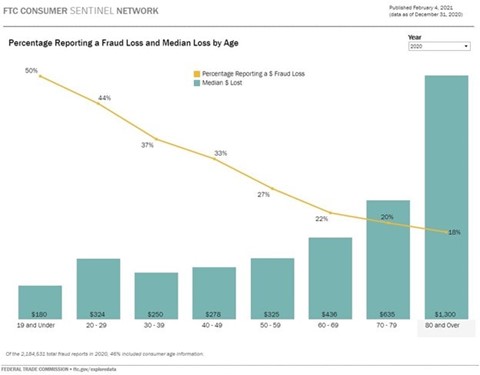 FTC CONSUMER SENTINEL NETWORK
Published February 4, 2021
(data as of December 31, 2020)
Percentage Reporting a Fraud Loss and Median Loss by Age
Year
2020
Percentage Reporting a $ Fraud Loss
Median $ Lost
50%
44%
37%
33%
27%
22%
20%
18%
$180
$324
$250
$278
$325
$436
$635
$1,300
19 and Under
20 - 29
30 - 39
40 - 49
50 - 59
60 - 69
70 - 79
80 and Over
Of the 2,184,531 total fraud reports in 2020, 46% included consumer age information.
FEDERAL TRADE COMMISSION • ftc.gov/exploredata